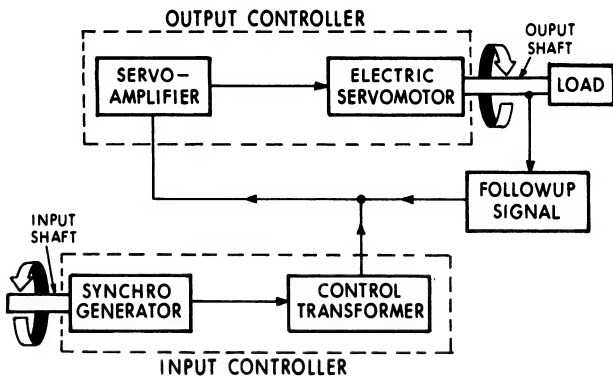 OUTPUT CONTROLLER
SERVO-
AMPLIFIER
ELECTRIC
SERVOMOTOR
OUPUT
SHAFT
LOAD
FOLLOWUP
SIGNAL
INPUT
SHAFT
SYNCHRO
GENERATOR
CONTROL
TRANSFORMER
INPUT CONTROLLER